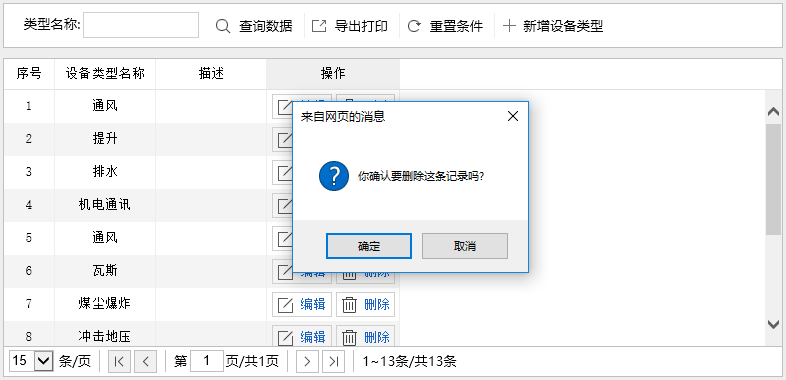 类型名称: 查询数据 导出打印 重置条件 新增设备类型
序号 设备类型名称 描述 操作
1 通风
2 提升
3 排水
4 机电通讯
5 通风
6 瓦斯 编辑 删除
7 煤尘爆炸 编辑 删除
8 冲击地压 编辑 删除
来自网页的消息
你确认要删除这条记录吗?
确定 取消
15 条/页 第 1 页/共1页 1~13条/共13条